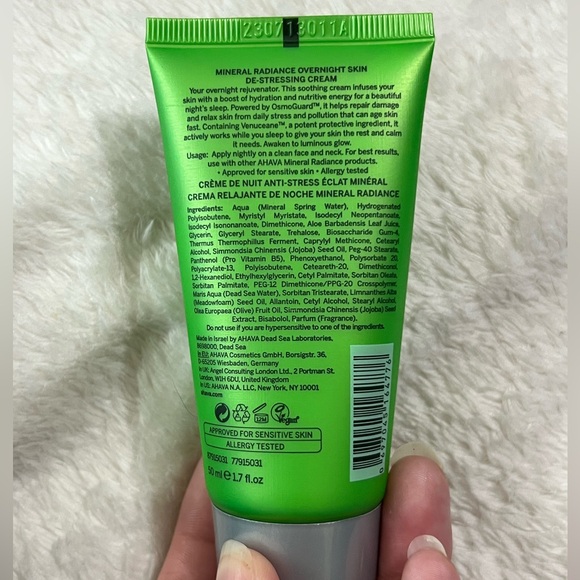 230713011A
MINERAL RADIANCE OVERNIGHT SKIN
DE-STRESSING CREAM
Your overnight rejuvenator. This soothing cream infuses your
skin with a boost of hydration and nutritive energy for a beautiful
night's sleep. Powered by OsmoGuard™, it helps repair damage
and relax skin from daily stress and pollution that can age skin
fast. Containing Venuceane™, a potent protective ingredient, it
actively works while you sleep to give your skin the rest and calm
it needs. Awaken to luminous glow.
Usage: Apply nightly on a clean face and neck. For best results,
use with other AHAVA Mineral Radiance products.
• Approved for sensitive skin • Allergy tested
CRÈME DE NUIT ANTI-STRESS ÉCLAT MINÉRAL
CREMA RELAJANTE DE NOCHE MINERAL RADIANCE
Ingredients: Aqua (Mineral Spring Water), Hydrogenated
Polyisobutene, Myristyl Myristate, Isodecyl Neopentanoate,
Isodecyl Isononanoate, Dimethicone, Aloe Barbadensis Leaf Juice,
Glycerin, Glyceryl Stearate, Trehalose, Biosaccharide Gum-4,
Thermus Thermophillus Ferment, Caprylyl Methicone, Cetearyl
Alcohol, Simmondsia Chinensis (Jojoba) Seed Oil, Peg-40 Stearate,
Panthenol (Pro Vitamin B5), Phenoxyethanol, Polysorbate 20,
Polyacrylate-13, Polyisobutene, Ceteareth-20, Dimethiconol,
1,2-Hexanediol, Ethylhexylglycerin, Cetyl Palmitate, Sorbitan Oleate,
Sorbitan Palmitate, PEG-12 Dimethicone/PPG-20 Crosspolymer,
Maris Aqua (Dead Sea Water), Sorbitan Tristearate, Limnanthes Alba
(Meadowfoam) Seed Oil, Allantoin, Cetyl Alcohol, Stearyl Alcohol,
Olea Europaea (Olive) Fruit Oil, Simmondsia Chinensis (Jojoba) Seed
Extract, Bisabolol, Parfum (Fragrance).
Do not use if you are hypersensitive to one of the ingredients.
Made in Israel by AHAVA Dead Sea Laboratories,
8698000, Dead Sea
In EU: AHAVA Cosmetics GmbH, Borsigstr. 36,
D-65205 Wiesbaden, Germany
In UK: Angel Consulting London Ltd., 2 Portman St.
London, W1H 6DU, United Kingdom
In US: AHAVA N.A. LLC, New York, NY 10001
ahava.com
12M
Vegan
APPROVED FOR SENSITIVE SKIN
ALLERGY TESTED
87915031 77915031
50 ml e 1.7 fl.oz